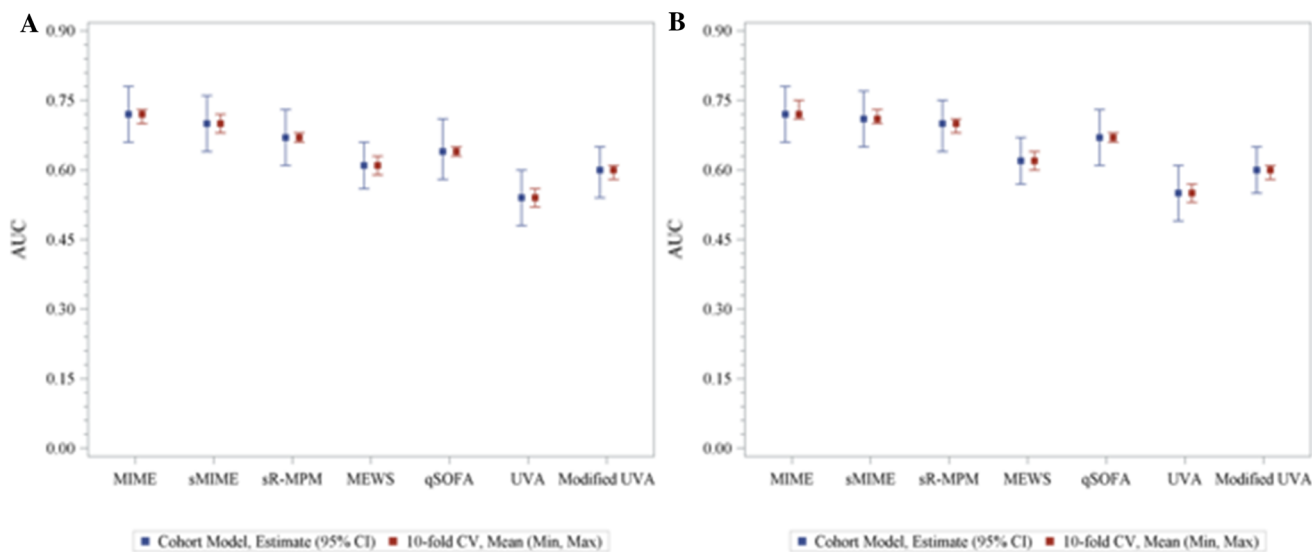 A
0.90
0.75
0.60
0.45
0.30
0.15
0.00
AUC
MIME sMIME sR-MPM MEWS qSOFA UVA Modified UVA
Cohort Model, Estimate (95% CI) 10-fold CV, Mean (Min, Max)
B
0.90
0.75
0.60
0.45
0.30
0.15
0.00
AUC
MIME sMIME sR-MPM MEWS qSOFA UVA Modified UVA
Cohort Model, Estimate (95% CI) 10-fold CV, Mean (Min, Max)